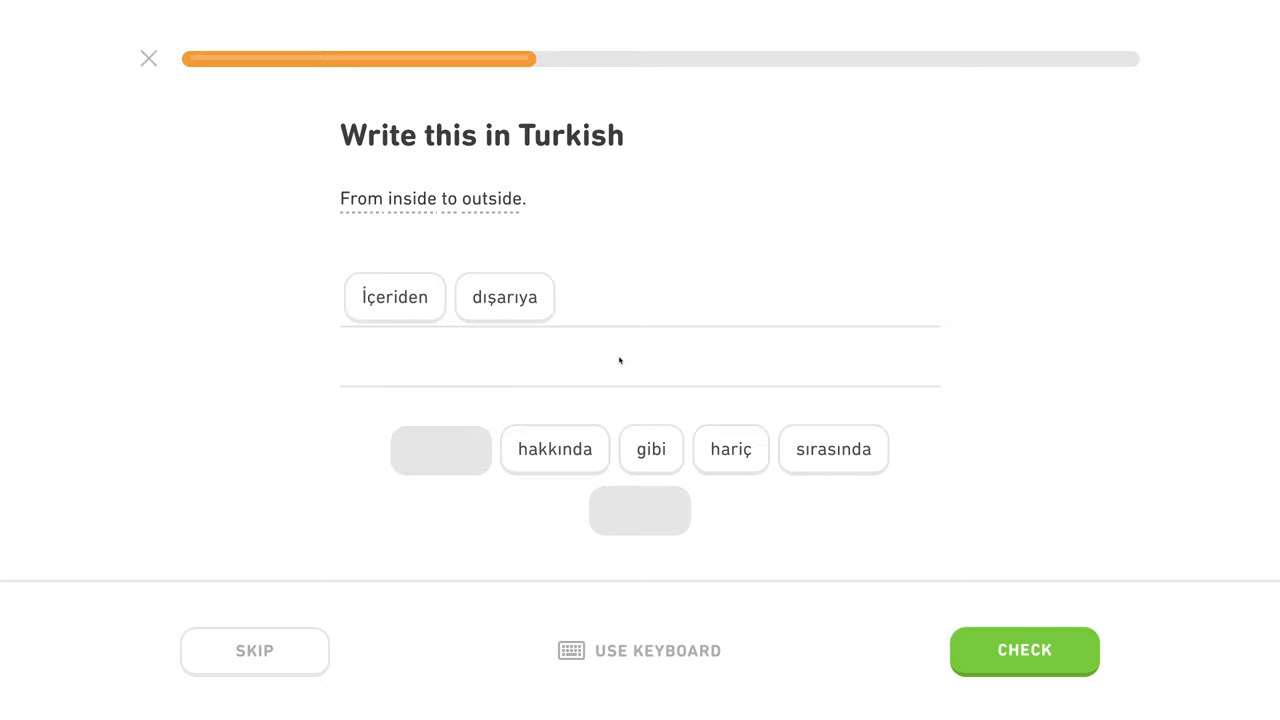 Write this in Turkish
From inside to outside.
İçeriden dışarıya
hakkında gibi hariç sırasında
SKIP USE KEYBOARD CHECK